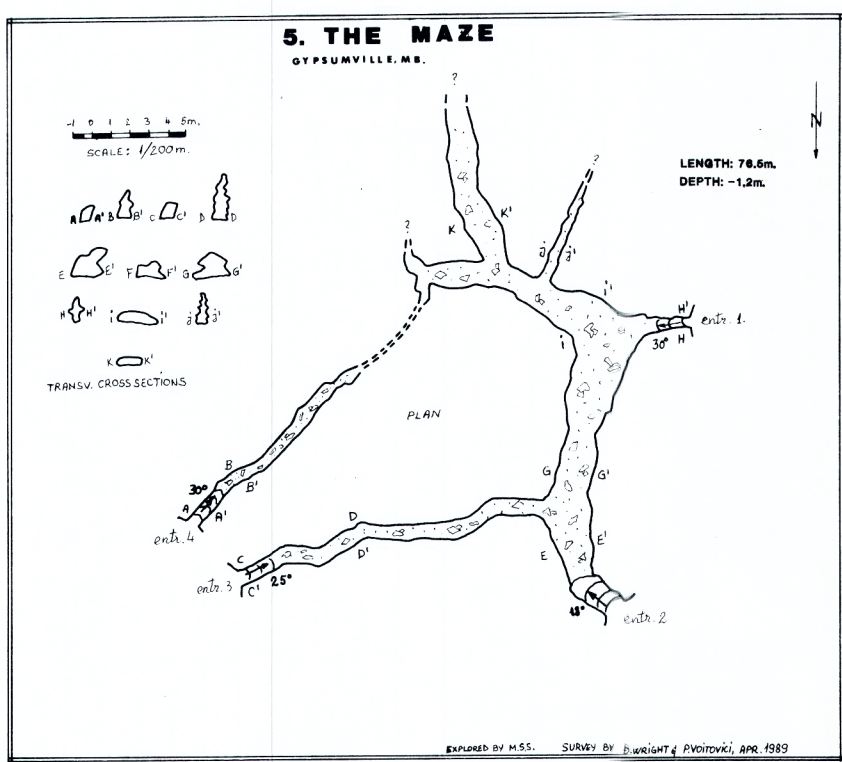 5. THE MAZE
GYPSUMVILLE, MB.
-1 0 1 2 3 4 5m.
SCALE: 1/200 m.
N
LENGTH: 76.5m.
DEPTH: -1,2m.
A A' B B' C C' D D
E E' F F' G G'
H H' i i' j j'
K K'
TRANSV. CROSS SECTIONS
?
?
?
K K'
j j'
i i'
H'
entr. 1.
30° H
PLAN
B
B'
30°
A
A'
entr. 4
G G'
D
D'
E E'
C
25°
entr. 3 C'
18°
entr. 2
EXPLORED BY M.S.S. SURVEY BY D. WRIGHT & P. VOITOVICI, APR. 1989